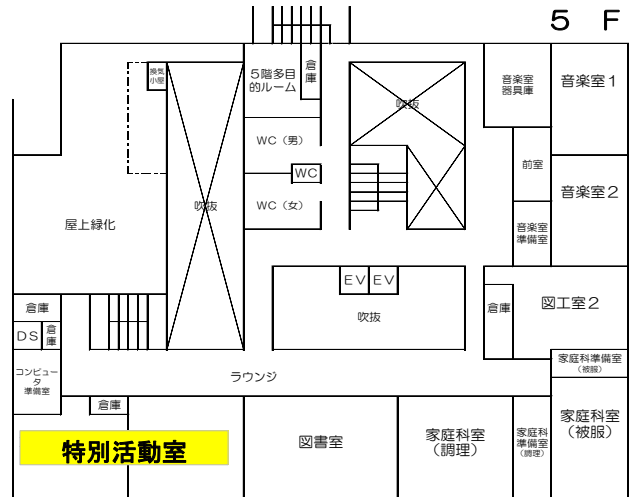 5 F
換気
小屋
5階多目
的ルーム
倉庫
吹抜
音楽室
器具庫
音楽室1
WC(男)
WC
前室
WC(女)
吹抜
音楽室2
屋上緑化
音楽室
準備室
EV
EV
倉庫
倉庫
図工室2
吹抜
DS
倉庫
家庭科準備室
(被服)
コンピュー
タ
準備室
ラウンジ
倉庫
特別活動室
図書室
家庭科室
(調理)
家庭科
準備室
(調理)
家庭科室
(被服)